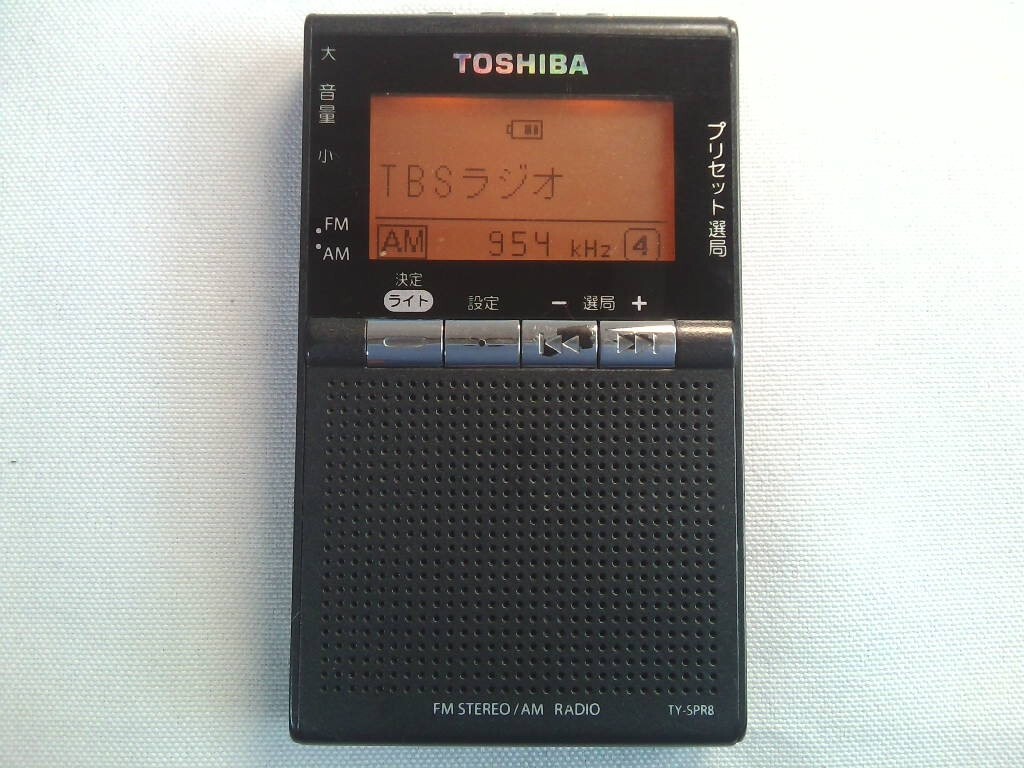 TOSHIBA
大
音量
小
TBSラジオ
プリセット選局
FM
AM
AM 954 kHz 4
決定
ライト 設定 − 選局 +
FM STEREO/AM RADIO TY-SPR8